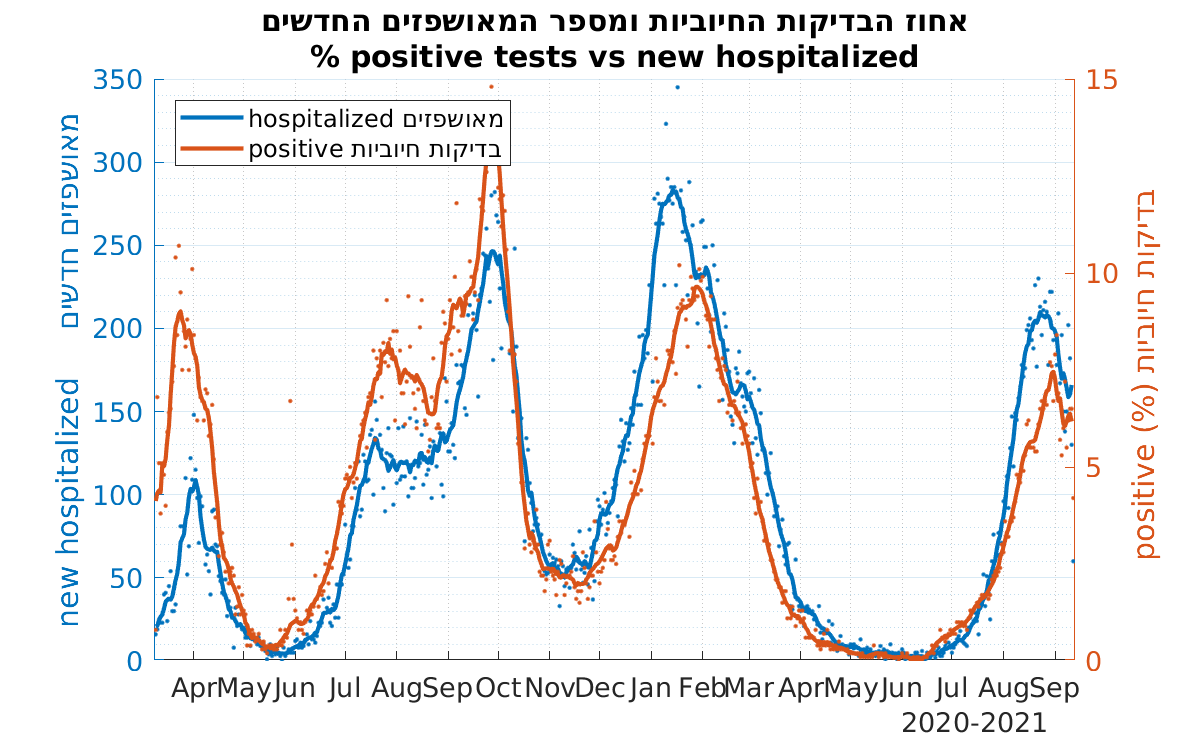 אחוז הבדיקות החיוביות ומספר המאושפזים החדשים
% positive tests vs new hospitalized
350
300
250
200
150
100
50
0
new hospitalized מאושפזים חדשים
hospitalized מאושפזים
positive בדיקות חיוביות
15
10
5
0
positive (%) בדיקות חיוביות
Apr May Jun Jul Aug Sep Oct Nov Dec Jan Feb Mar Apr May Jun Jul Aug Sep
2020-2021